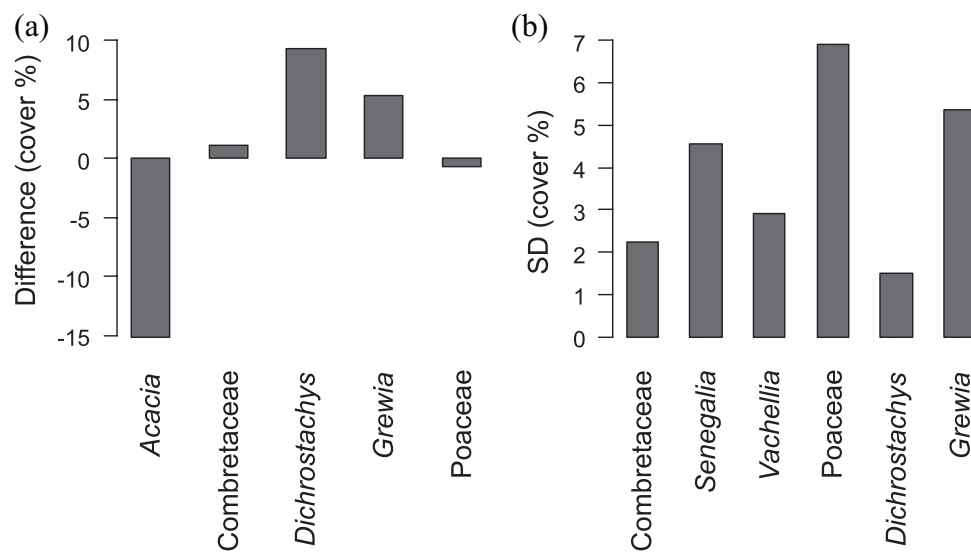 (a)
Difference (cover %)
10
5
0
-5
-10
-15
Acacia
Combretaceae
Dichrostachys
Grewia
Poaceae
(b)
SD (cover %)
7
6
5
4
3
2
1
0
Combretaceae
Senegalia
Vachellia
Poaceae
Dichrostachys
Grewia